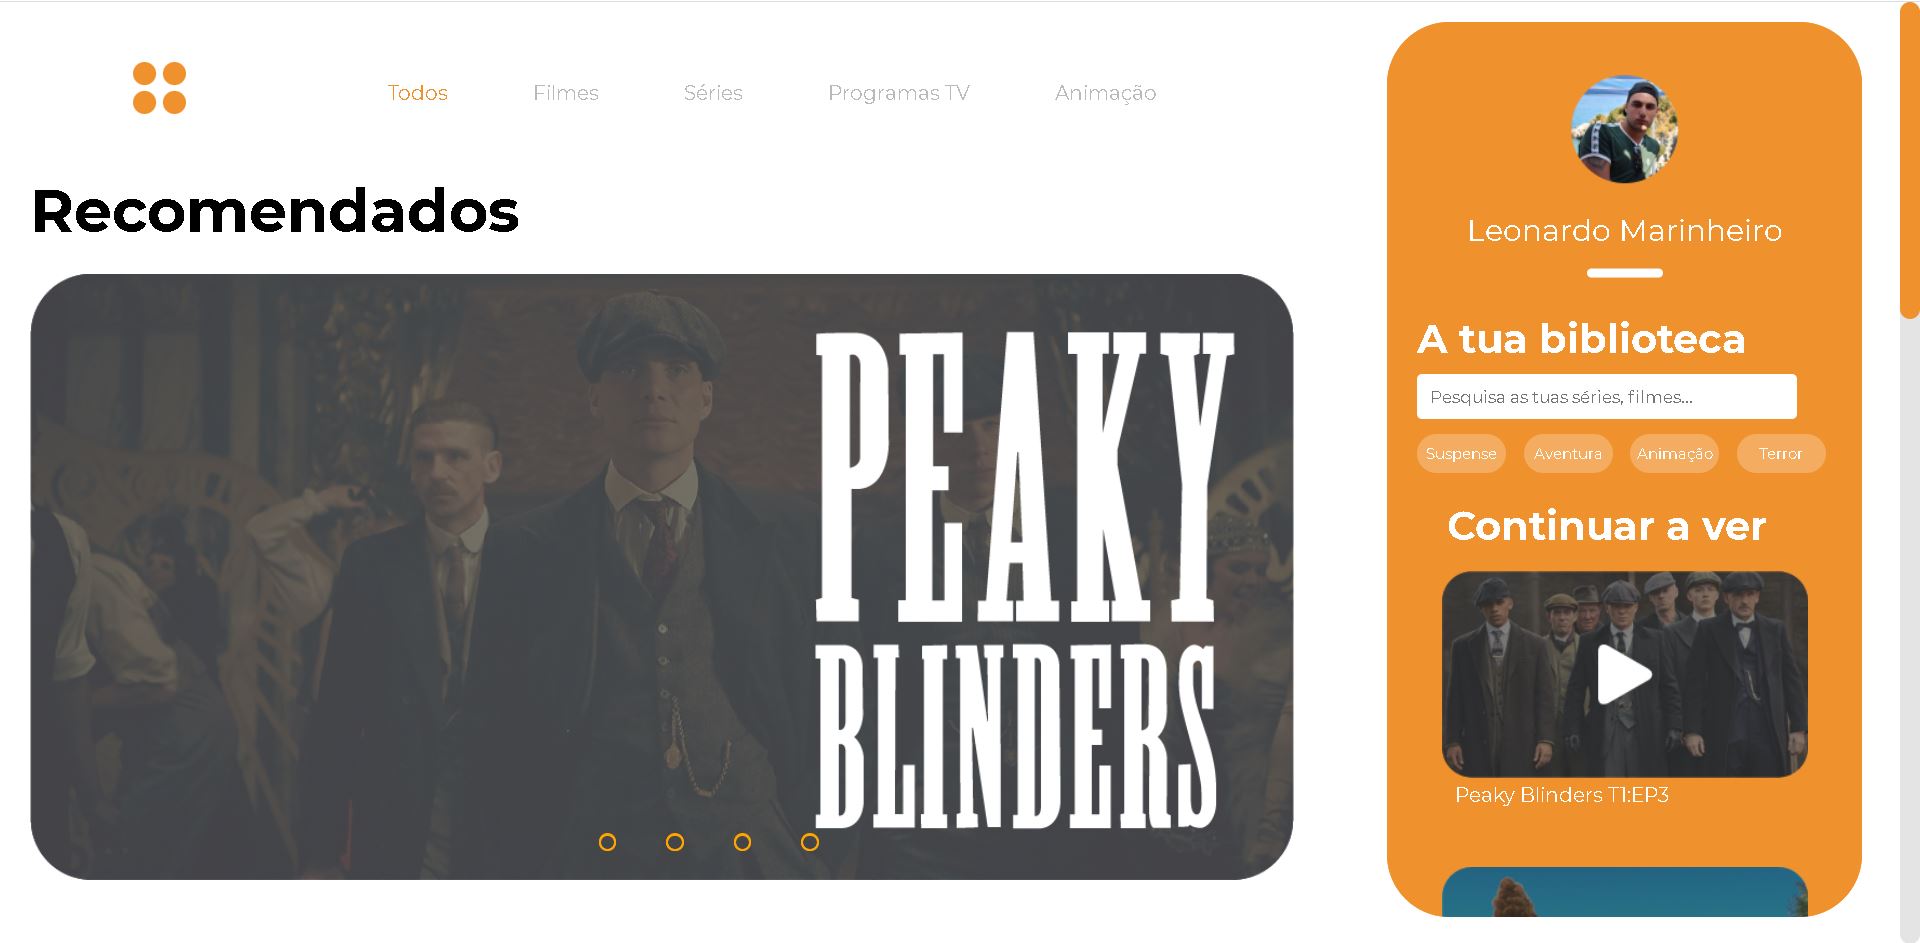 Todos Filmes Séries Programas TV Animação
Recomendados
PEAKY
BLINDERS
Leonardo Marinheiro
A tua biblioteca
Pesquisa as tuas séries, filmes...
Suspense Aventura Animação Terror
Continuar a ver
Peaky Blinders T1:EP3